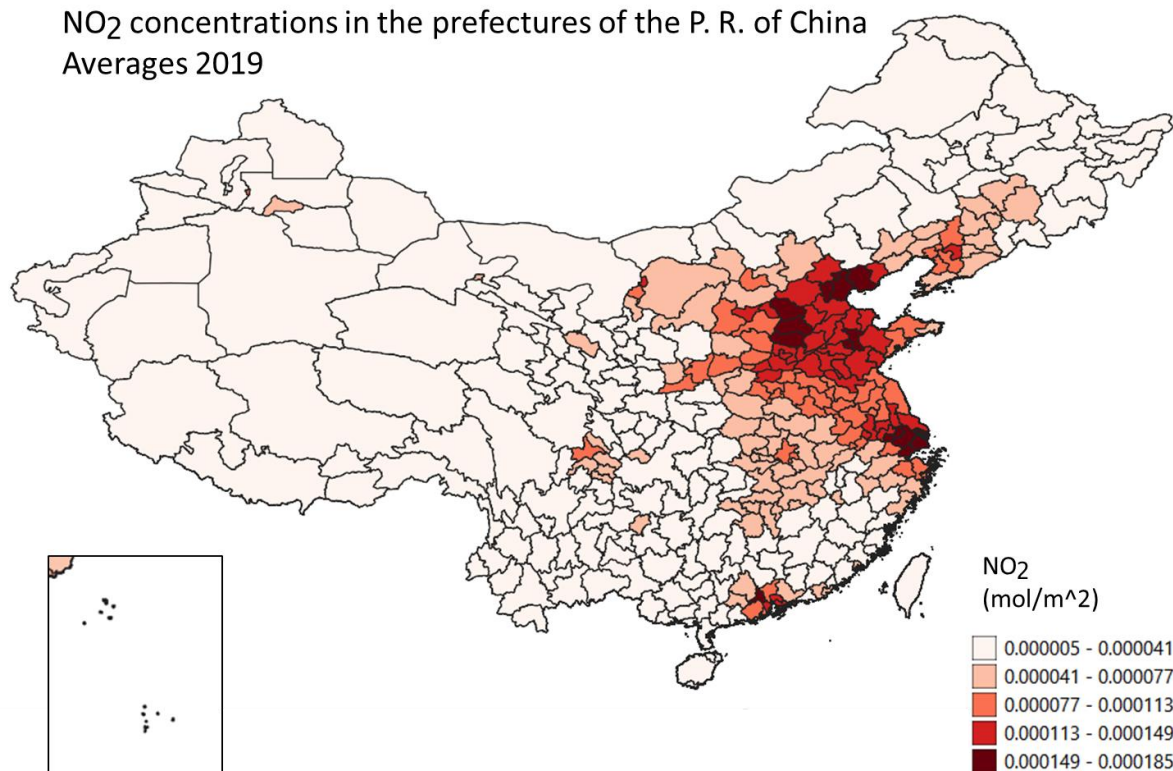 NO2 concentrations in the prefectures of the P. R. of China
Averages 2019
NO2
(mol/m^2)
0.000005 - 0.000041
0.000041 - 0.000077
0.000077 - 0.000113
0.000113 - 0.000149
0.000149 - 0.000185